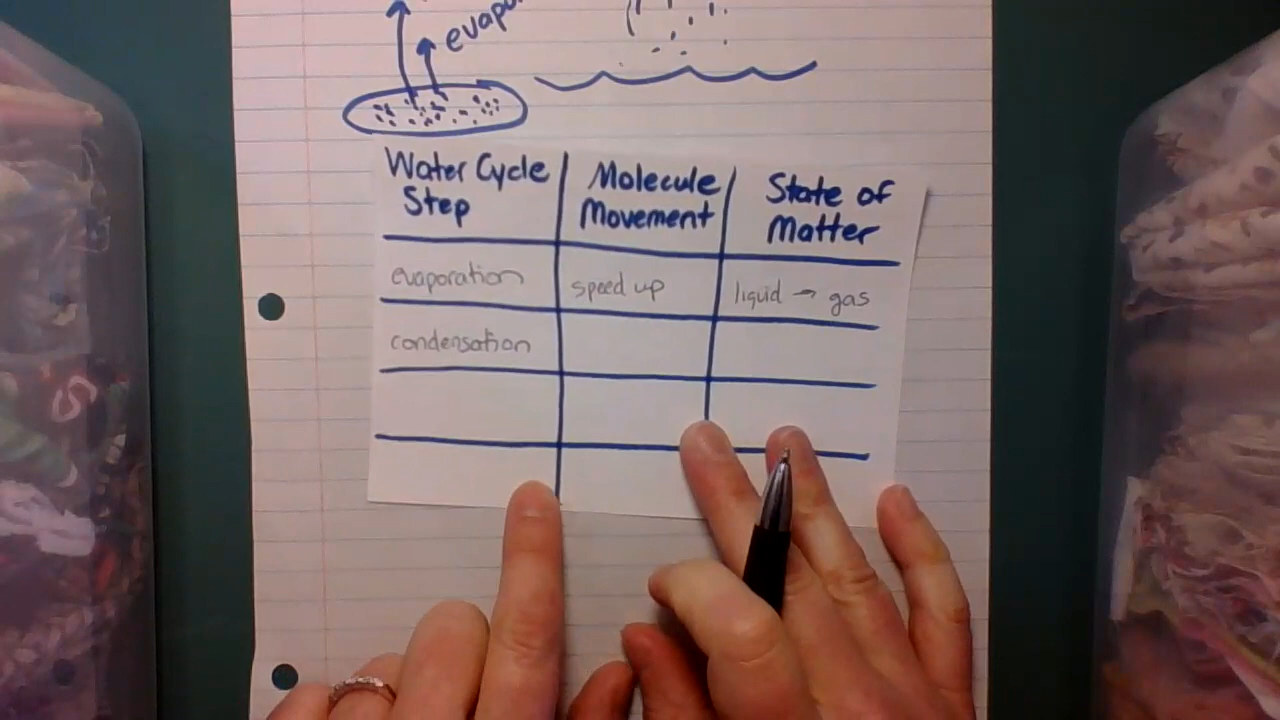 Water Cycle Step
Molecule Movement
State of Matter
evaporation
speed up
liquid → gas
condensation